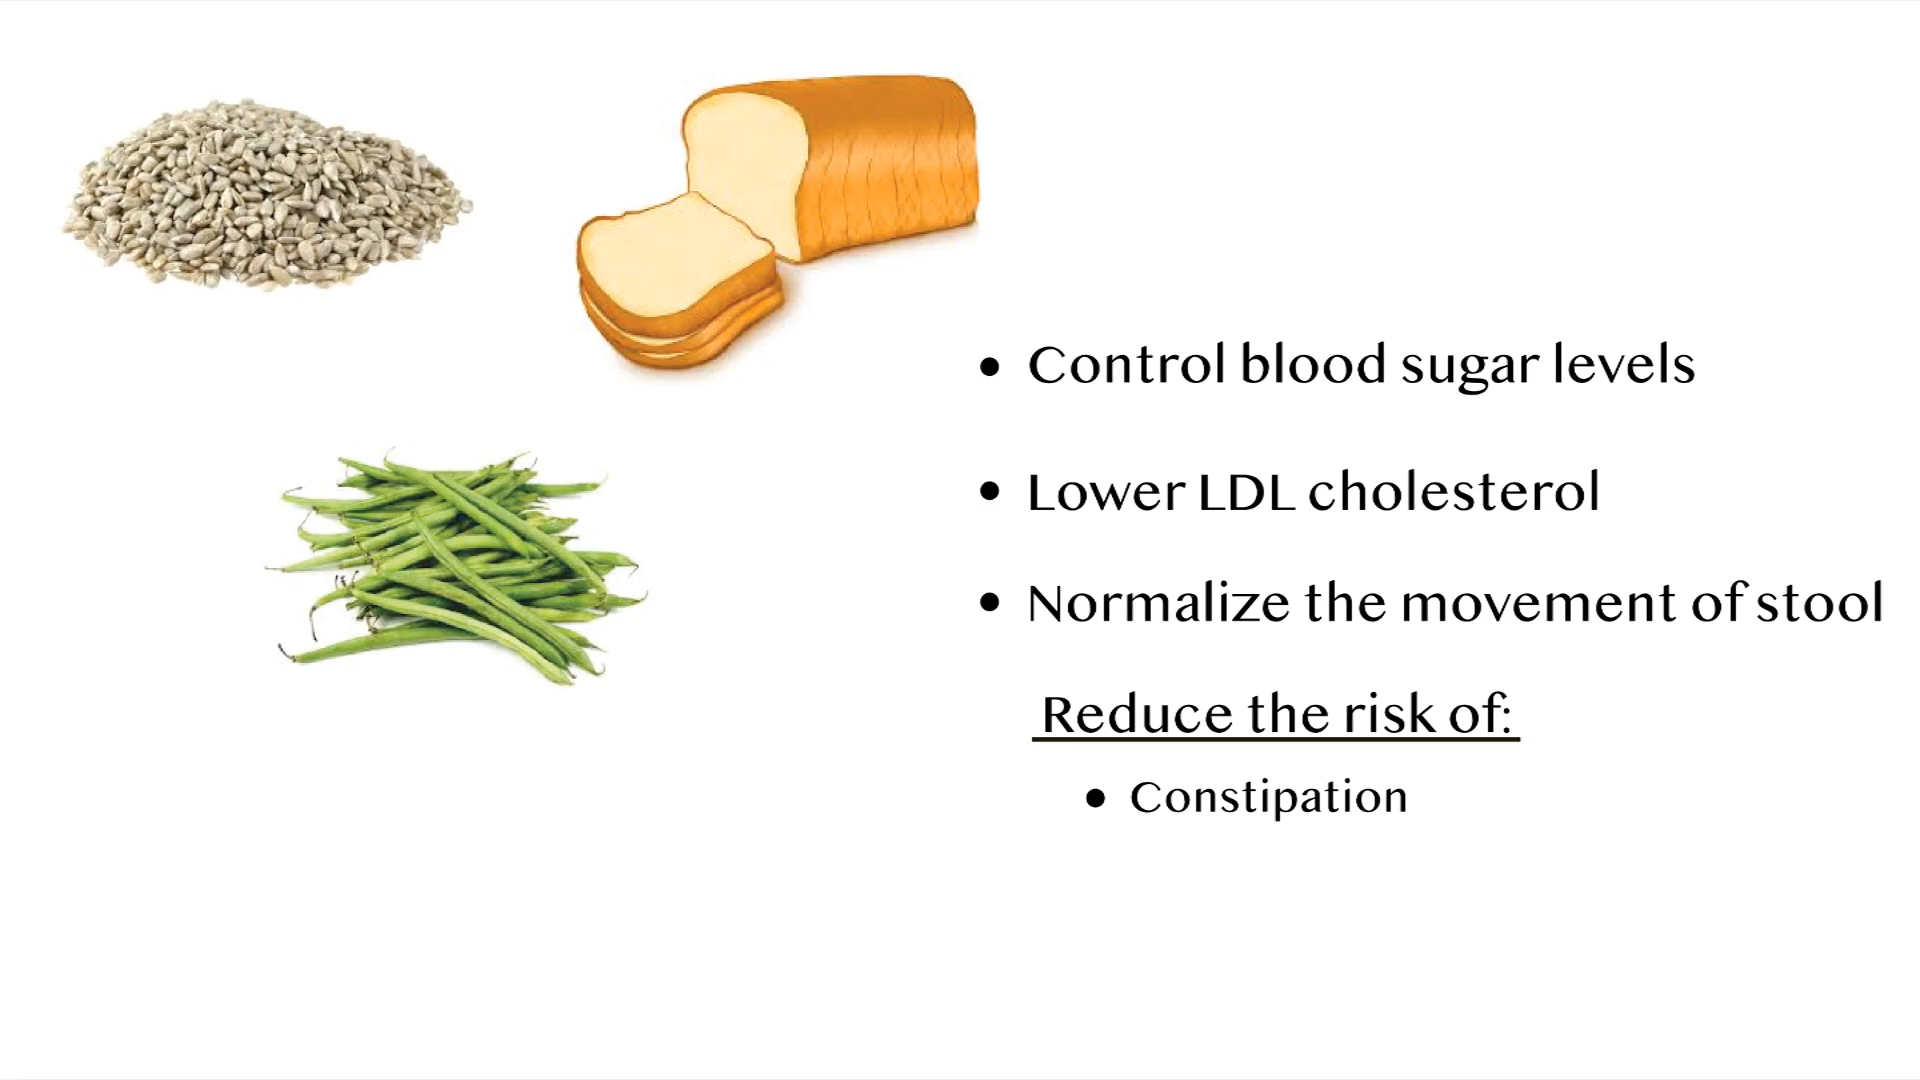 • Control blood sugar levels
• Lower LDL cholesterol
• Normalize the movement of stool
Reduce the risk of:
• Constipation